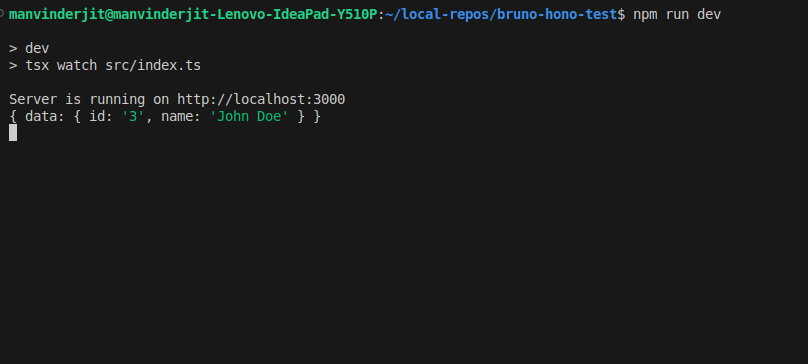 manvinderjit@manvinderjit-Lenovo-IdeaPad-Y510P:~/local-repos/bruno-hono-test$ npm run dev
> dev
> tsx watch src/index.ts
Server is running on http://localhost:3000
{ data: { id: '3', name: 'John Doe' } }